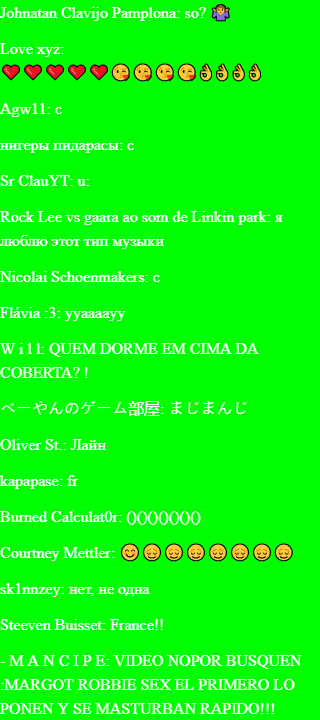 Johnatan Clavijo Pamplona: so? 🤷‍♀️
Love xyz:
❤️❤️❤️❤️❤️😘😘😘😘👌👌👌👌
Agw11: c
нигеры пидарасы: с
Sr ClauYT: u:
Rock Lee vs gaara ao som de Linkin park: я
люблю этот тип музыки
Nicolai Schoenmakers: c
Flávia :3: yyaaaayy
W i l l: QUEM DORME EM CIMA DA
COBERTA? !
べーやんのゲーム部屋: まじまんじ
Oliver St.: Лайн
kapapase: fr
Burned Calculat0r: ()()()()()()()
Courtney Mettler: 😊😌😌😌😌😌😌😌
sk1nnzey: нет, не одна
Steeven Buisset: France!!
- M A N C I P E: VIDEO NOPOR BUSQUEN
:MARGOT ROBBIE SEX EL PRIMERO LO
PONEN Y SE MASTURBAN RAPIDO!!!